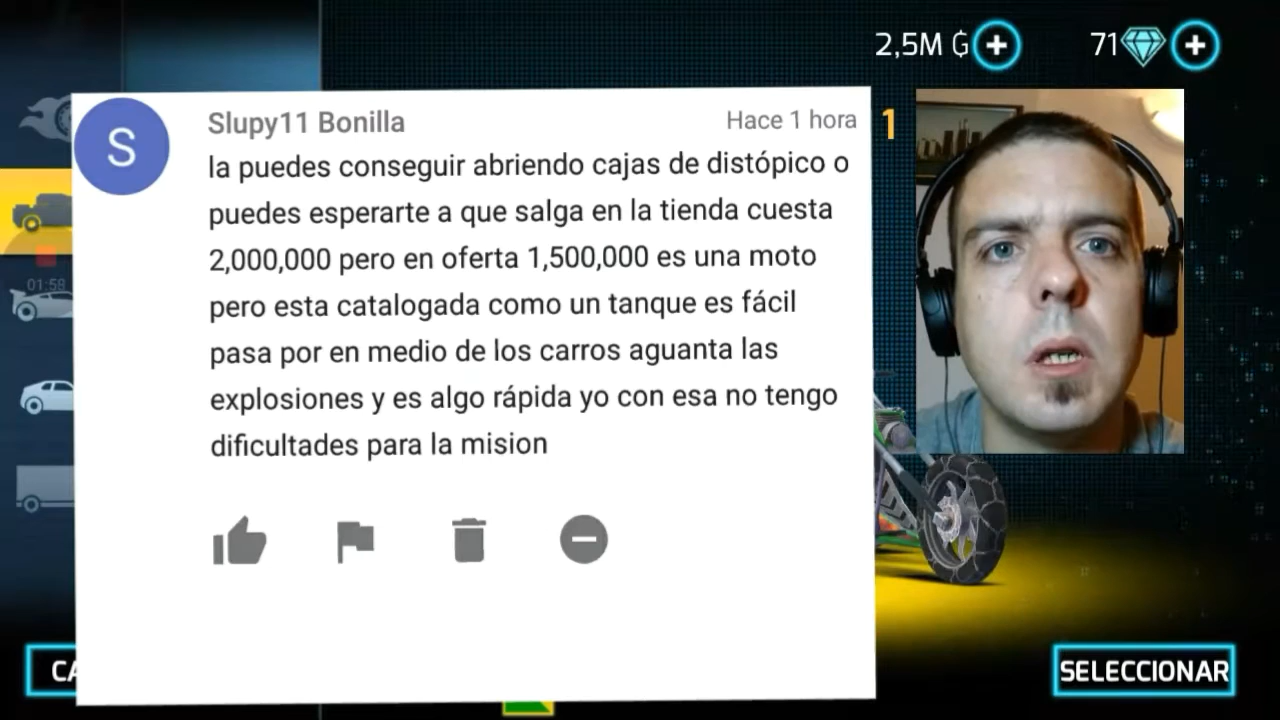 2,5M ₲
71
Slupy11 Bonilla
Hace 1 hora
1
S
la puedes conseguir abriendo cajas de distópico o
puedes esperarte a que salga en la tienda cuesta
2,000,000 pero en oferta 1,500,000 es una moto
pero esta catalogada como un tanque es fácil
pasa por en medio de los carros aguanta las
explosiones y es algo rápida yo con esa no tengo
dificultades para la mision
01:58
CA
SELECCIONAR